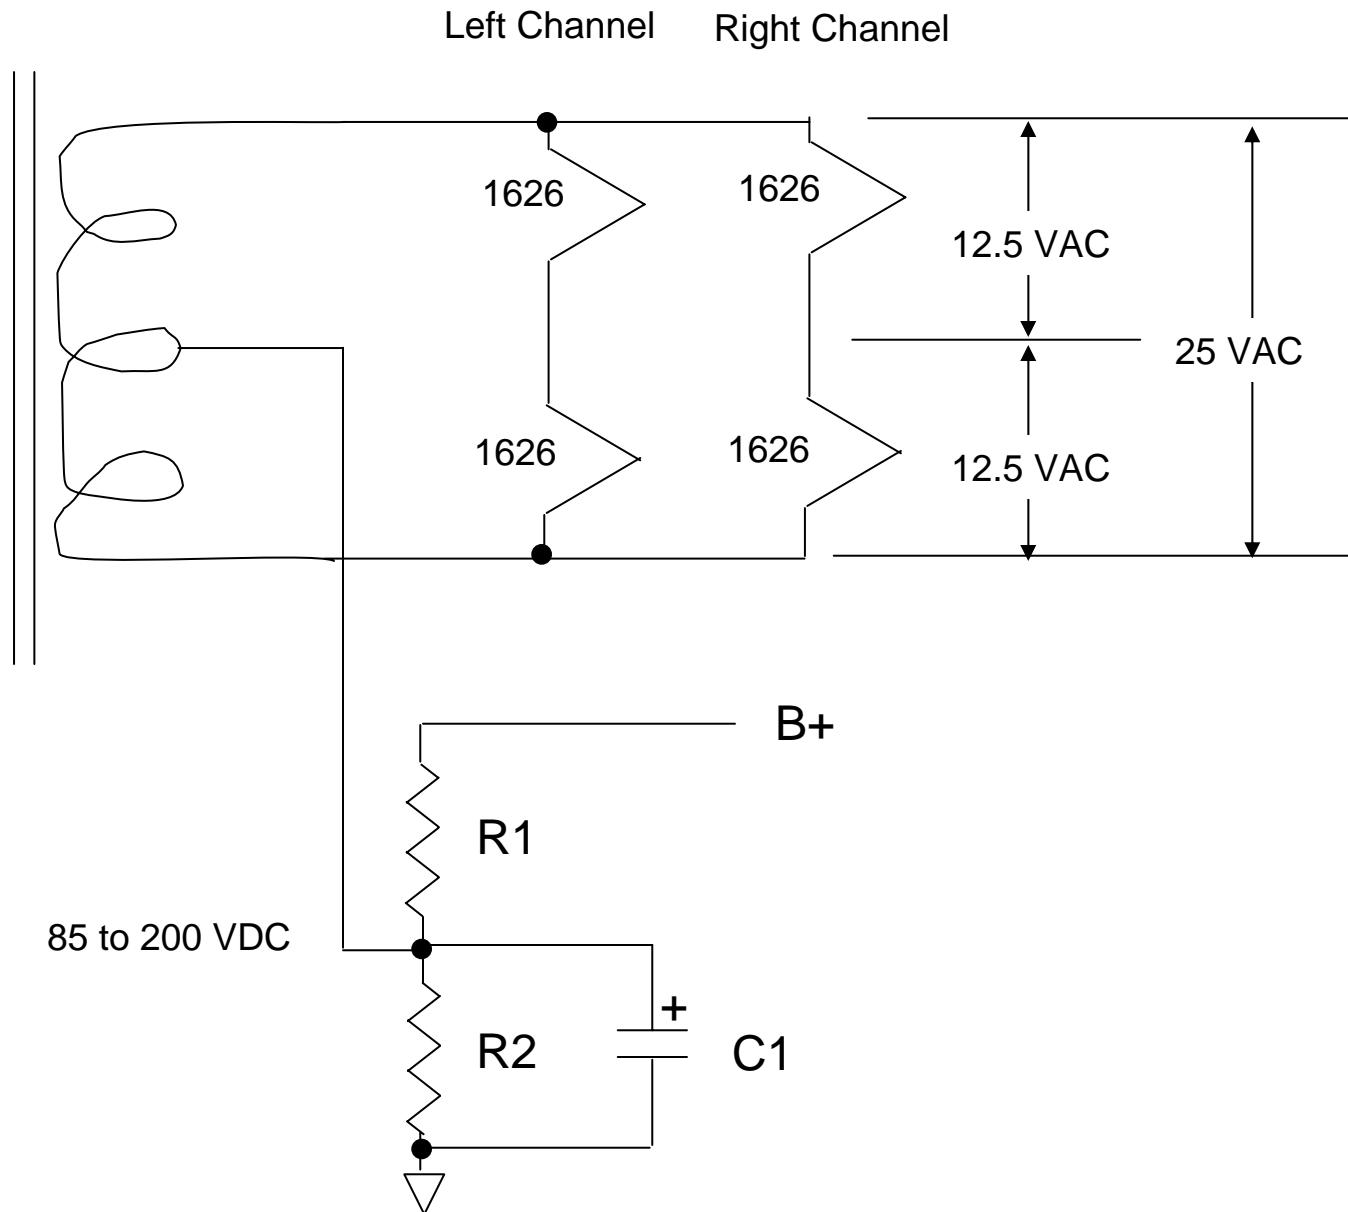 Left Channel
Right Channel
1626
1626
12.5 VAC
25 VAC
1626
1626
12.5 VAC
B+
R1
85 to 200 VDC
+
R2
C1